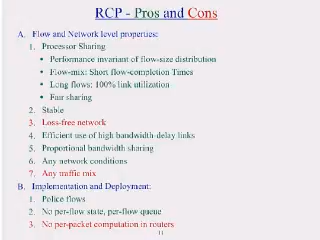 RCP - Pros and Cons
A. Flow and Network level properties:
1. Processor Sharing
• Performance invariant of flow-size distribution
• Flow-mix: Short flow-completion Times
• Long flows: 100% link utilization
• Fair sharing
2. Stable
3. Loss-free network
4. Efficient use of high bandwidth-delay links
5. Proportional bandwidth sharing
6. Any network conditions
7. Any traffic mix
B. Implementation and Deployment:
1. Police flows
2. No per-flow state, per-flow queue
3. No per-packet computation in routers
11